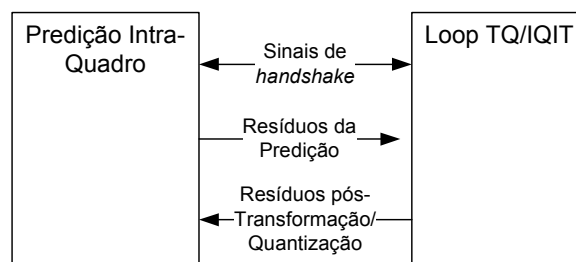 Predição Intra-
Quadro
Sinais de
handshake
Resíduos da
Predição
Resíduos pós-
Transformação/
Quantização
Loop TQ/IQIT